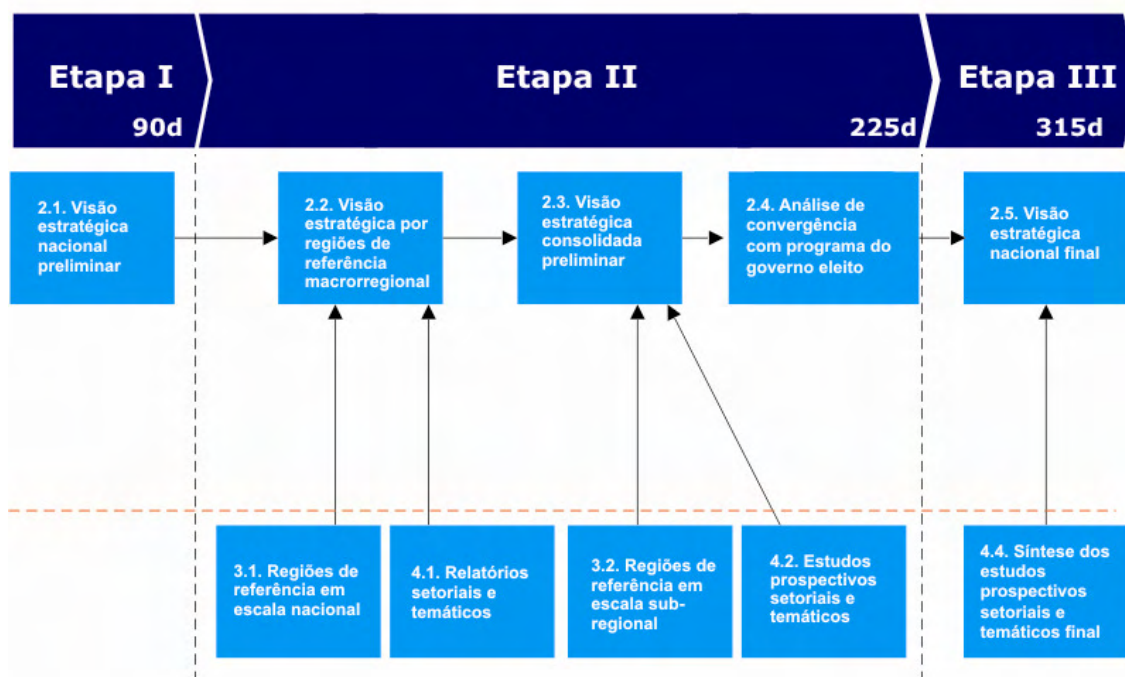 Etapa I
90d
Etapa II
225d
Etapa III
315d
2.1. Visão
estratégica
nacional
preliminar
2.2. Visão
estratégica por
regiões de
referência
macrorregional
2.3. Visão
estratégica
consolidada
preliminar
2.4. Análise de
convergência
com programa do
governo eleito
2.5. Visão
estratégica
nacional final
3.1. Regiões de
referência em
escala nacional
4.1. Relatórios
setoriais e
temáticos
3.2. Regiões de
referência em
escala sub-
regional
4.2. Estudos
prospectivos
setoriais e
temáticos
4.4. Síntese dos
estudos
prospectivos
setoriais e
temáticos final